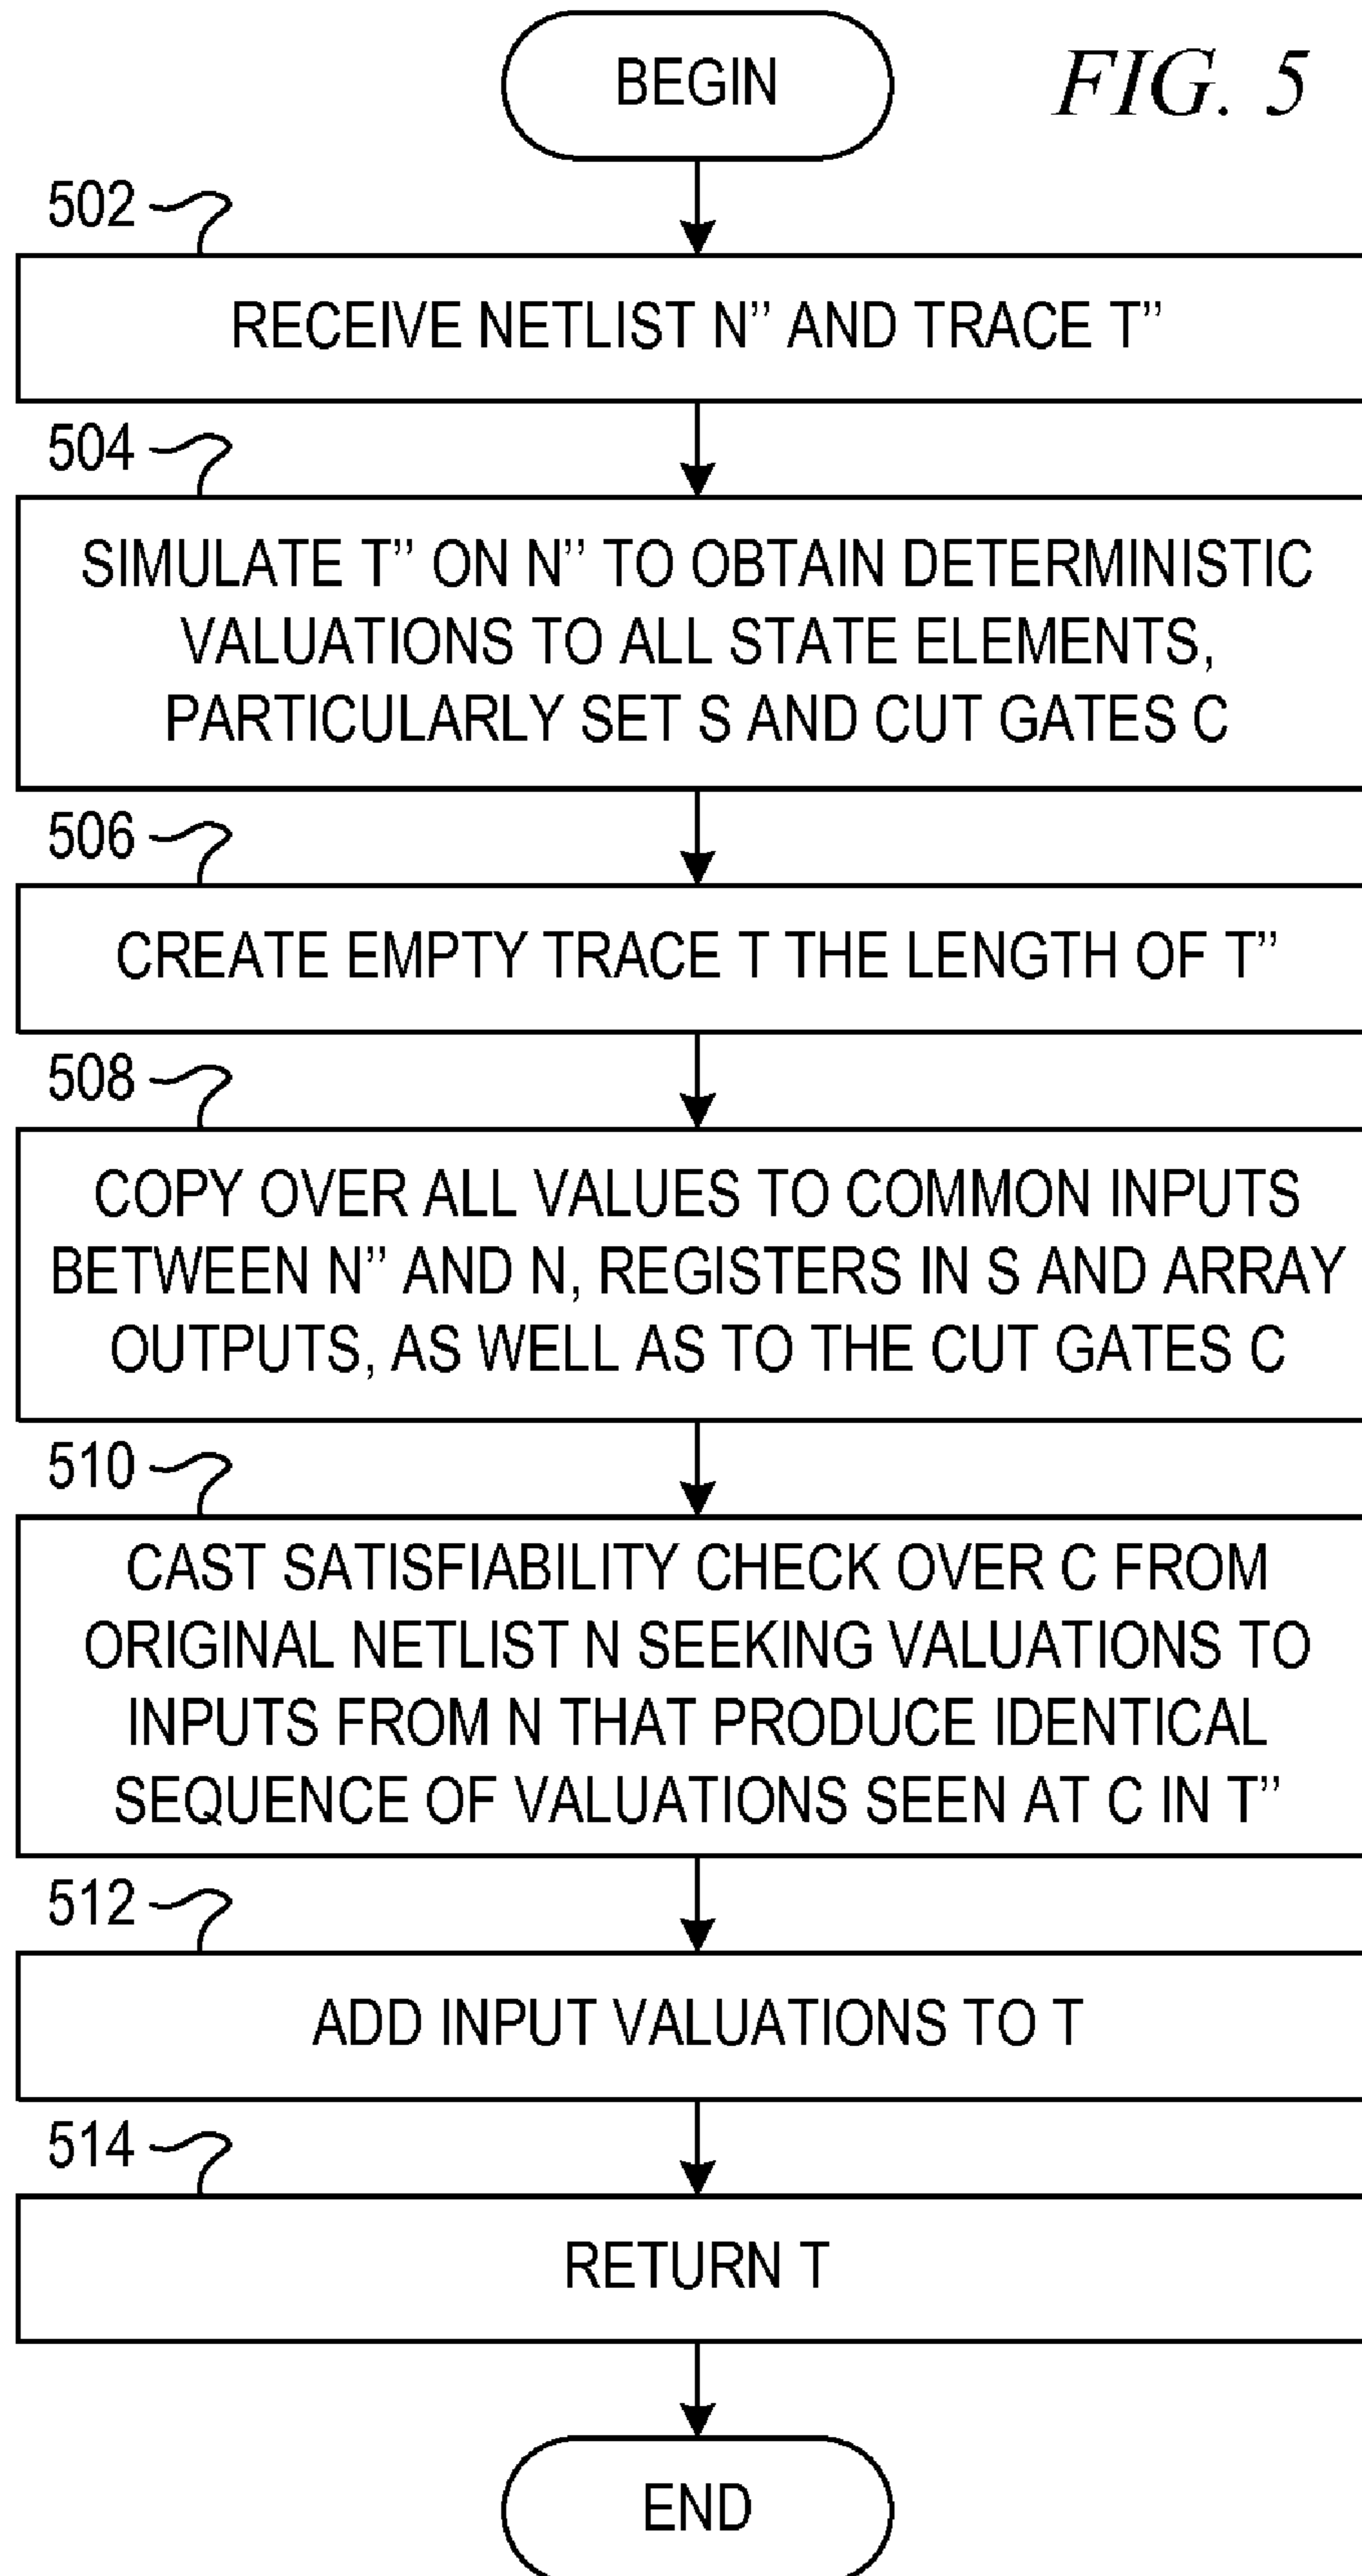 BEGIN
FIG. 5
502
RECEIVE NETLIST N’’ AND TRACE T’’
504
SIMULATE T’’ ON N’’ TO OBTAIN DETERMINISTIC
VALUATIONS TO ALL STATE ELEMENTS,
PARTICULARLY SET S AND CUT GATES C
506
CREATE EMPTY TRACE T THE LENGTH OF T’’
508
COPY OVER ALL VALUES TO COMMON INPUTS
BETWEEN N’’ AND N, REGISTERS IN S AND ARRAY
OUTPUTS, AS WELL AS TO THE CUT GATES C
510
CAST SATISFIABILITY CHECK OVER C FROM
ORIGINAL NETLIST N SEEKING VALUATIONS TO
INPUTS FROM N THAT PRODUCE IDENTICAL
SEQUENCE OF VALUATIONS SEEN AT C IN T’’
512
ADD INPUT VALUATIONS TO T
514
RETURN T
END